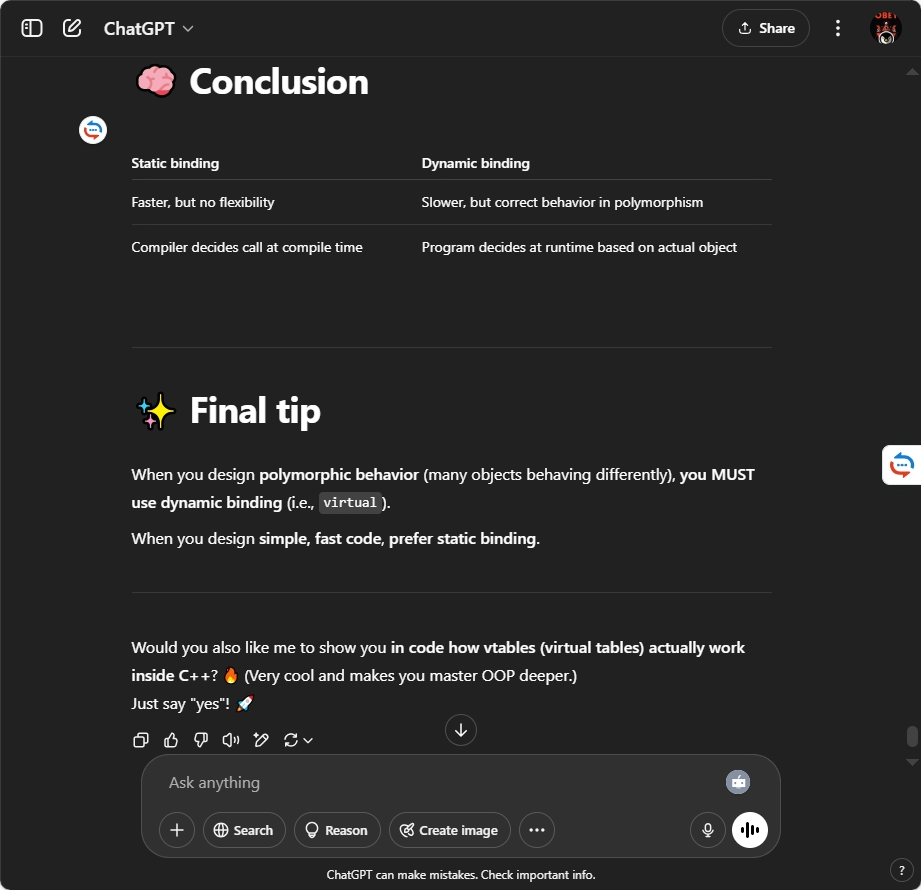 ChatGPT
Share
Conclusion
Static binding Dynamic binding
Faster, but no flexibility Slower, but correct behavior in polymorphism
Compiler decides call at compile time Program decides at runtime based on actual object
✨ Final tip
When you design polymorphic behavior (many objects behaving differently), you MUST
use dynamic binding (i.e., virtual).
When you design simple, fast code, prefer static binding.
Would you also like me to show you in code how vtables (virtual tables) actually work
inside C++? 🔥 (Very cool and makes you master OOP deeper.)
Just say "yes"! 🚀
Ask anything
Search Reason Create image
ChatGPT can make mistakes. Check important info.
?